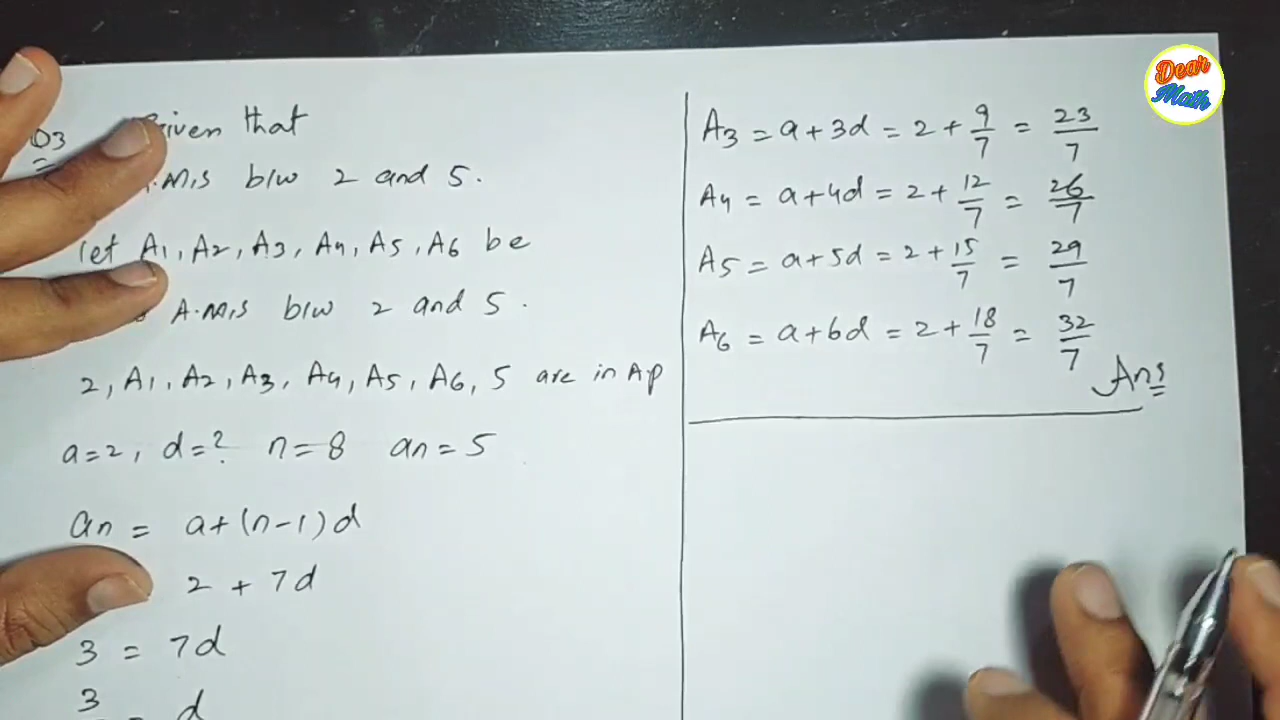 Q3 Given that
A.M,s b/w 2 and 5.
let A1, A2, A3, A4, A5, A6 be
A.M,s b/w 2 and 5.
2, A1, A2, A3, A4, A5, A6, 5 are in Ap
a=2, d=? n=8 an=5
an = a+(n-1)d
2 + 7d
3 = 7d
3
= d
A3 = a+3d = 2+9/7 = 23/7
A4 = a+4d = 2+12/7 = 26/7
A5 = a+5d = 2+15/7 = 29/7
A6 = a+6d = 2+18/7 = 32/7
Ans
Dear
Math